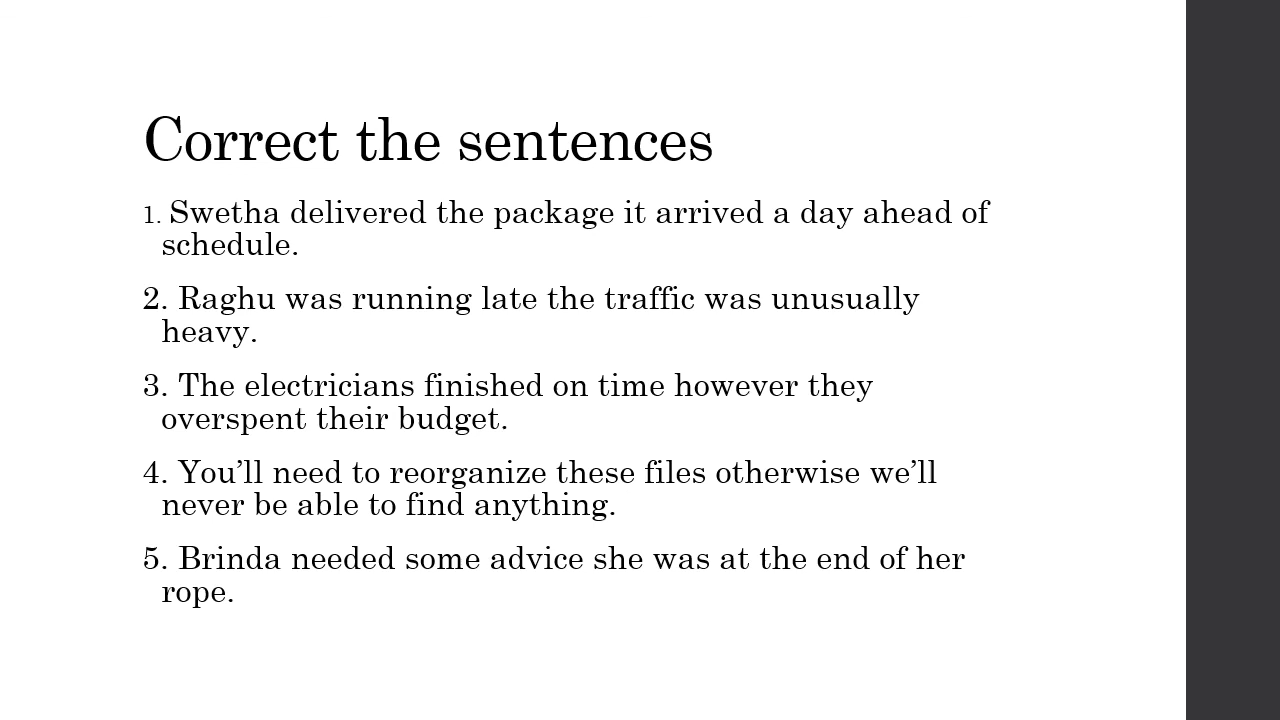 Correct the sentences
1. Swetha delivered the package it arrived a day ahead of
schedule.
2. Raghu was running late the traffic was unusually
heavy.
3. The electricians finished on time however they
overspent their budget.
4. You’ll need to reorganize these files otherwise we’ll
never be able to find anything.
5. Brinda needed some advice she was at the end of her
rope.